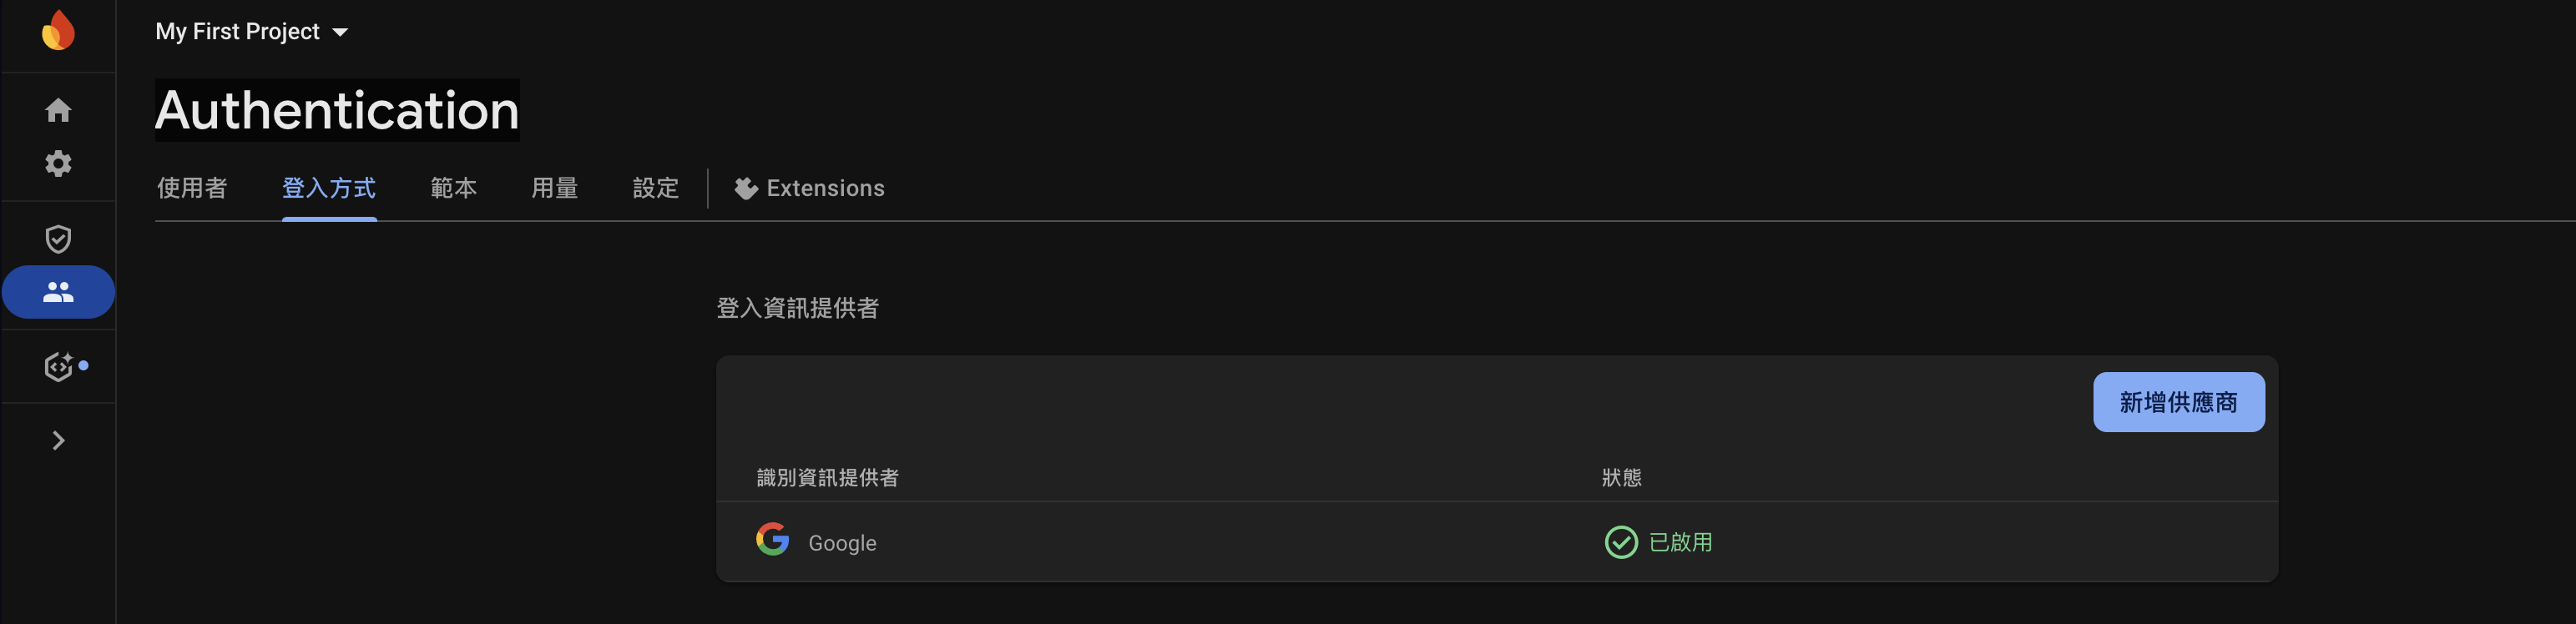 My First Project
Authentication
使用者 登入方式 範本 用量 設定 Extensions
登入資訊提供者
新增供應商
識別資訊提供者 狀態
Google 已啟用